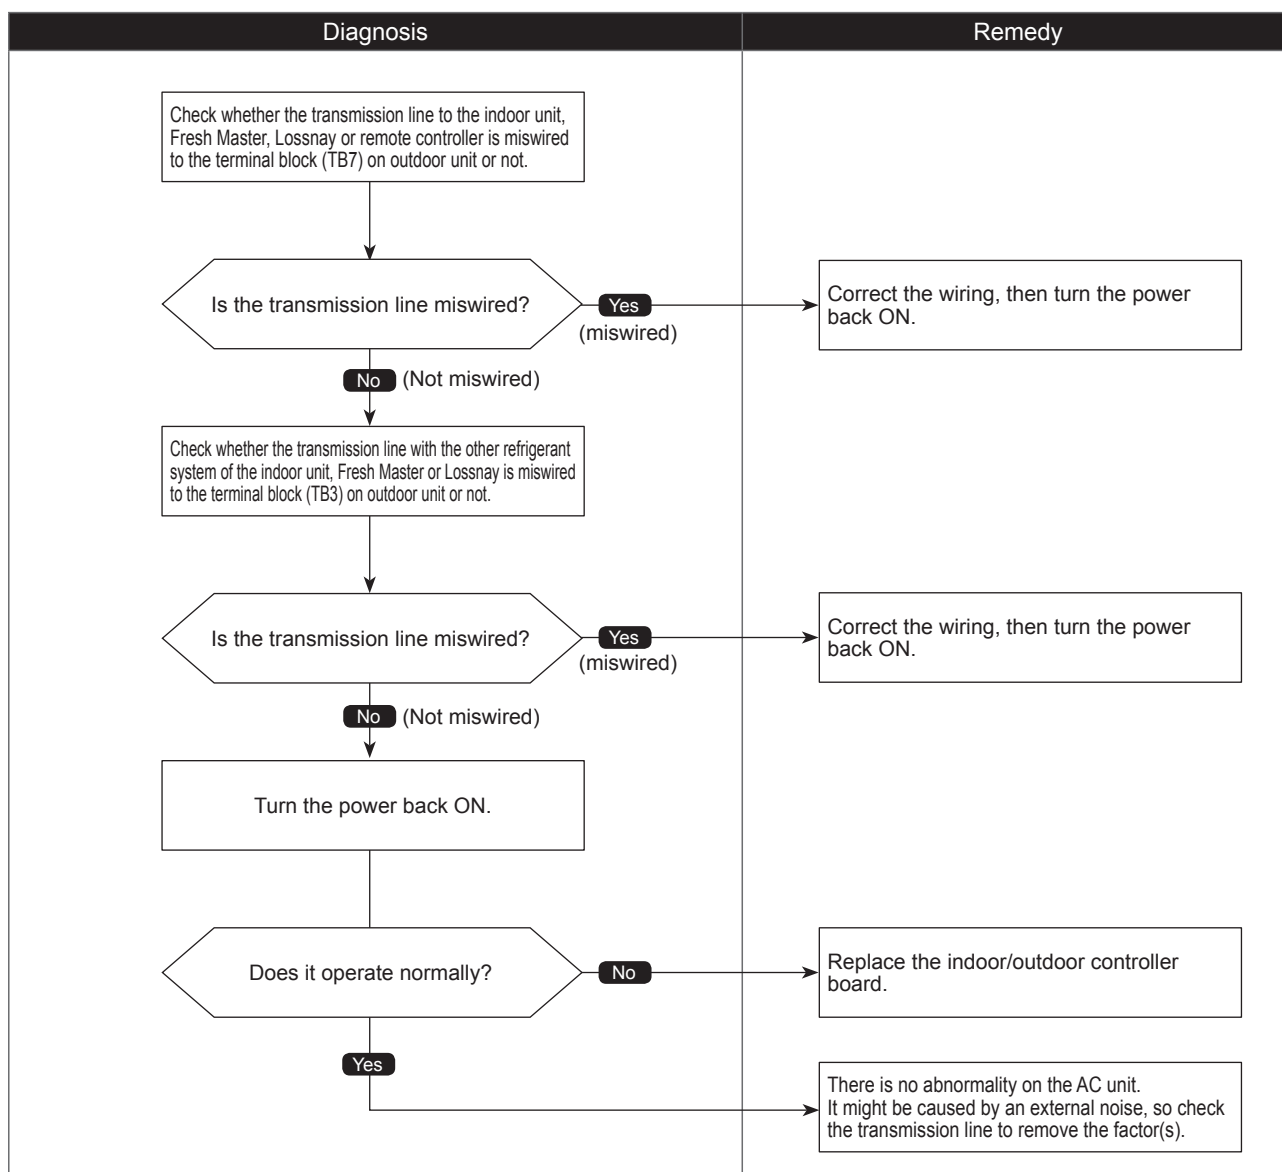 Diagnosis
Remedy
Check whether the transmission line to the indoor unit,
Fresh Master, Lossnay or remote controller is miswired
to the terminal block (TB7) on outdoor unit or not.
Is the transmission line miswired?
Yes
(miswired)
Correct the wiring, then turn the power
back ON.
No (Not miswired)
Check whether the transmission line with the other refrigerant
system of the indoor unit, Fresh Master or Lossnay is miswired
to the terminal block (TB3) on outdoor unit or not.
Is the transmission line miswired?
Yes
(miswired)
Correct the wiring, then turn the power
back ON.
No (Not miswired)
Turn the power back ON.
Does it operate normally?
No
Replace the indoor/outdoor controller
board.
Yes
There is no abnormality on the AC unit.
It might be caused by an external noise, so check
the transmission line to remove the factor(s).